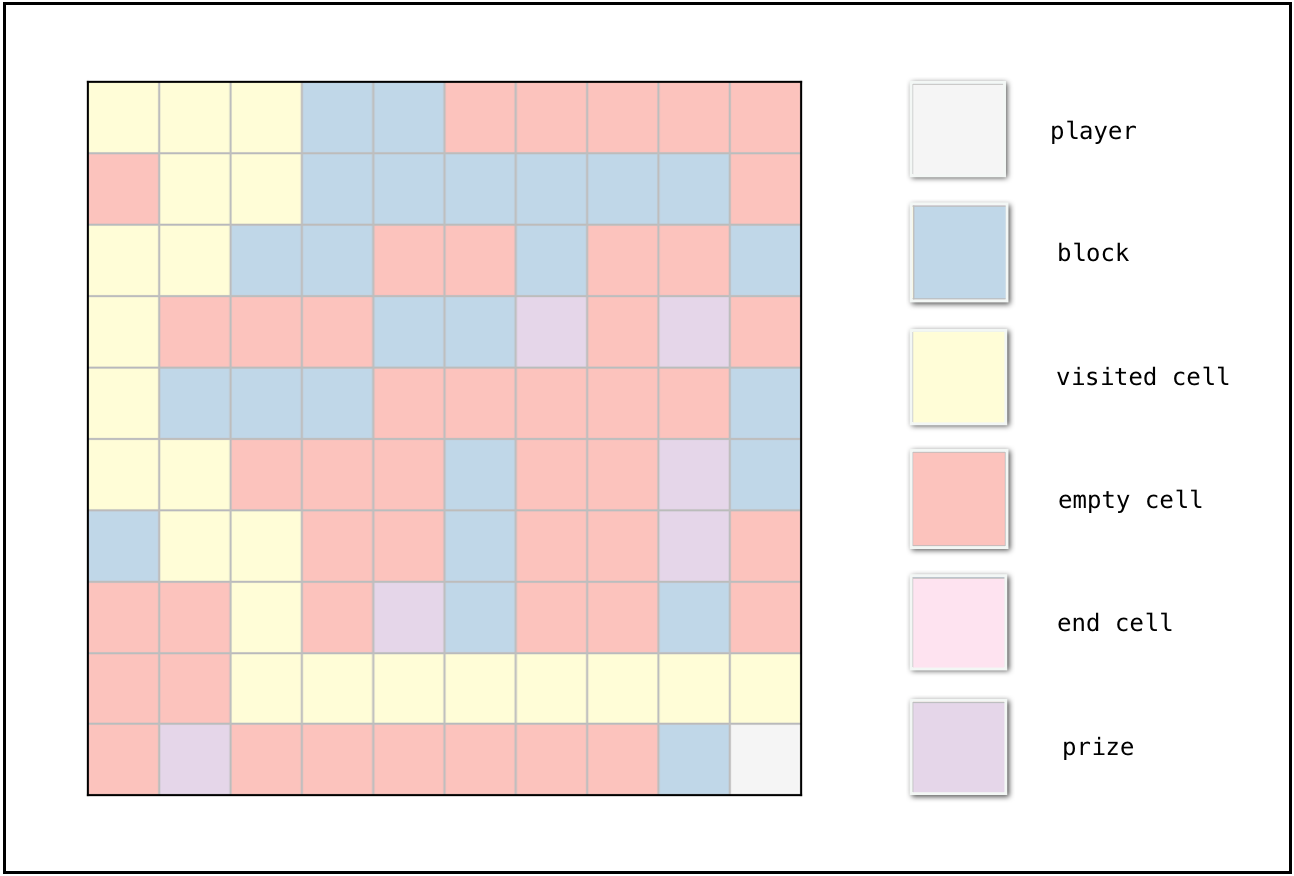 player
block
visited cell
empty cell
end cell
prize